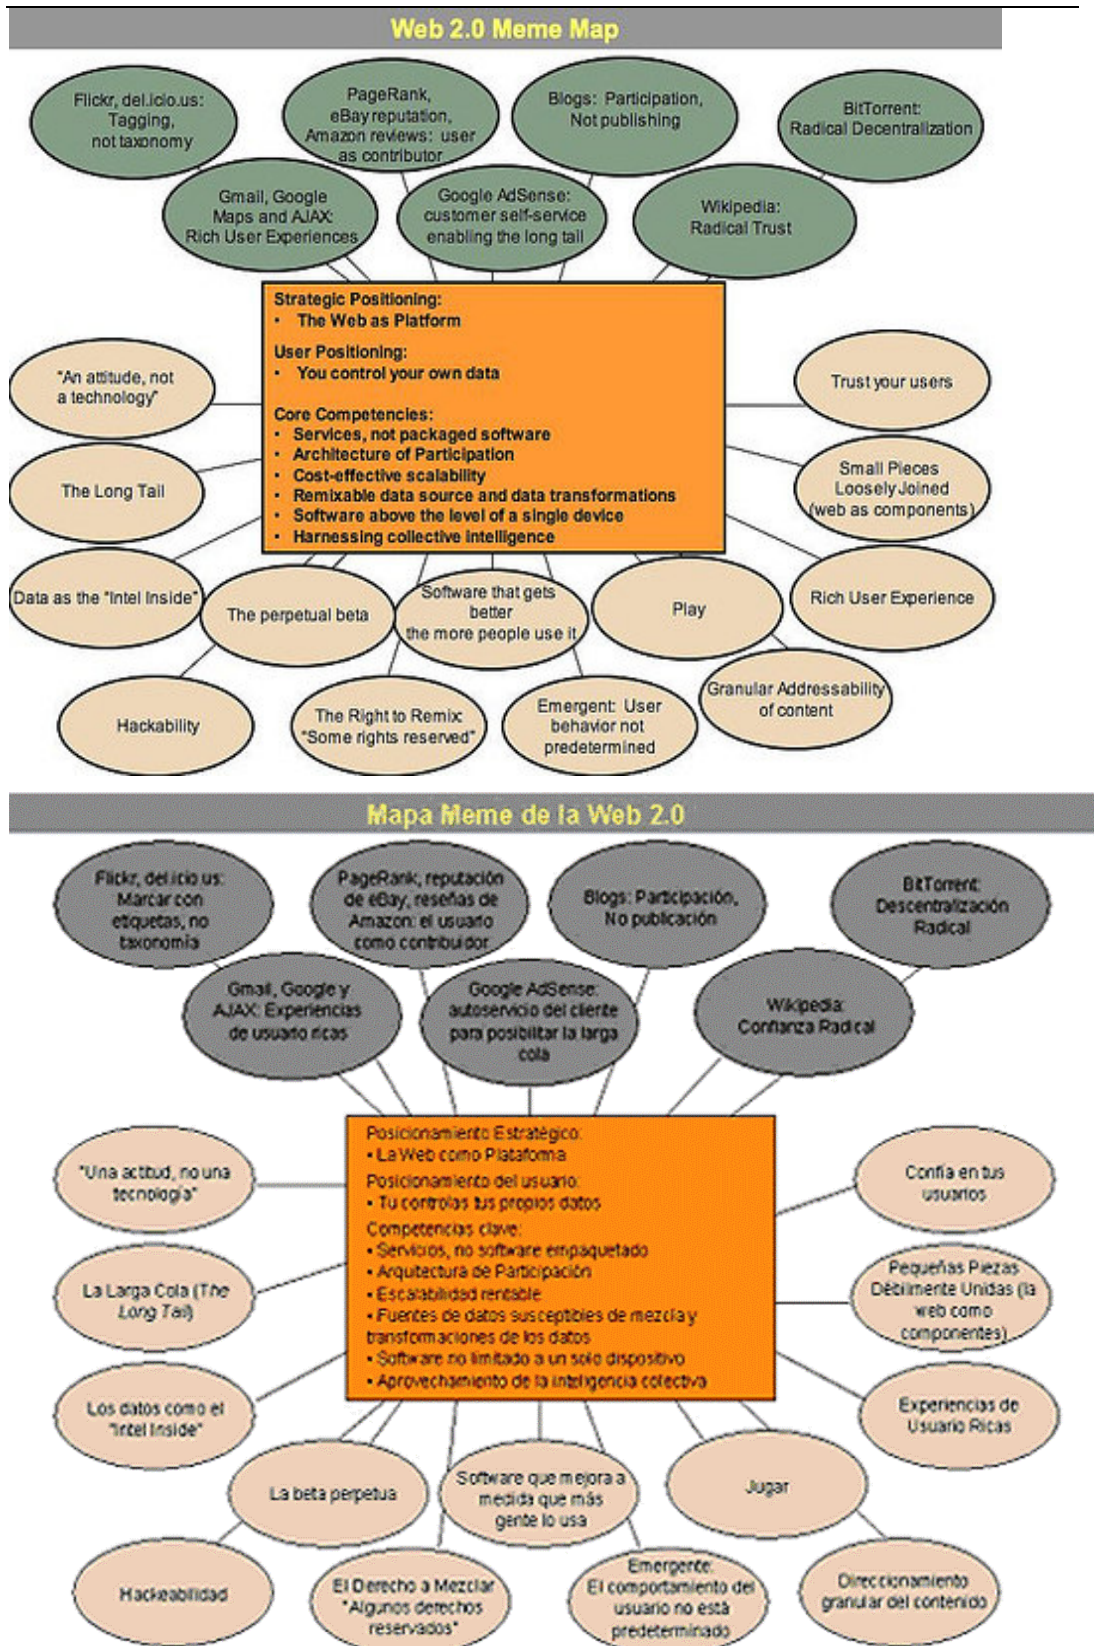 Web 2.0 Meme Map
Flickr, del.icio.us:
Tagging,
not taxonomy
PageRank,
eBay reputation,
Amazon reviews: user
as contributor
Blogs: Participation,
Not publishing
BitTorrent:
Radical Decentralization
Gmail, Google
Maps and AJAX:
Rich User Experiences
Google AdSense:
customer self-service
enabling the long tail
Wikipedia:
Radical Trust
Strategic Positioning:
• The Web as Platform
User Positioning:
• You control your own data
Core Competencies:
• Services, not packaged software
• Architecture of Participation
• Cost-effective scalability
• Remixable data source and data transformations
• Software above the level of a single device
• Harnessing collective intelligence
"An attitude, not
a technology"
Trust your users
The Long Tail
Small Pieces
Loosely Joined
(web as components)
Data as the "Intel Inside"
The perpetual beta
Software that gets
better
the more people use it
Play
Rich User Experience
Hackability
The Right to Remix
"Some rights reserved"
Emergent: User
behavior not
predetermined
Granular Addressability
of content
Mapa Meme de la Web 2.0
Flickr, del.icio.us:
Marcar con
etiquetas, no
taxonomía
PageRank, reputación
de eBay, reseñas de
Amazon: el usuario
como contribuidor
Blogs: Participación,
No publicación
BitTorrent:
Descentralización
Radical
Gmail, Google y
AJAX: Experiencias
de usuario ricas
Google AdSense:
autoservicio del cliente
para posibilitar la larga
cola
Wikipedia:
Confianza Radical
Posicionamiento Estratégico:
• La Web como Plataforma
Posicionamiento del usuario:
• Tu controlas tus propios datos
Competencias clave:
• Servicios, no software empaquetado
• Arquitectura de Participación
• Escalabilidad rentable
• Fuentes de datos susceptibles de mezcla y
transformaciones de los datos
• Software no limitado a un solo dispositivo
• Aprovechamiento de la inteligencia colectiva
"Una actitud, no una
tecnología"
Confía en tus
usuarios
La Larga Cola (The
Long Tail)
Pequeñas Piezas
Débilmente Unidas (la
web como
componentes)
Los datos como el
"Intel Inside"
Experiencias de
Usuario Ricas
La beta perpetua
Software que mejora a
medida que más
gente lo usa
Jugar
Hackeabilidad
El Derecho a Mezclar
"Algunos derechos
reservados"
Emergente:
El comportamiento del
usuario no está
predeterminado
Direccionamiento
granular del contenido